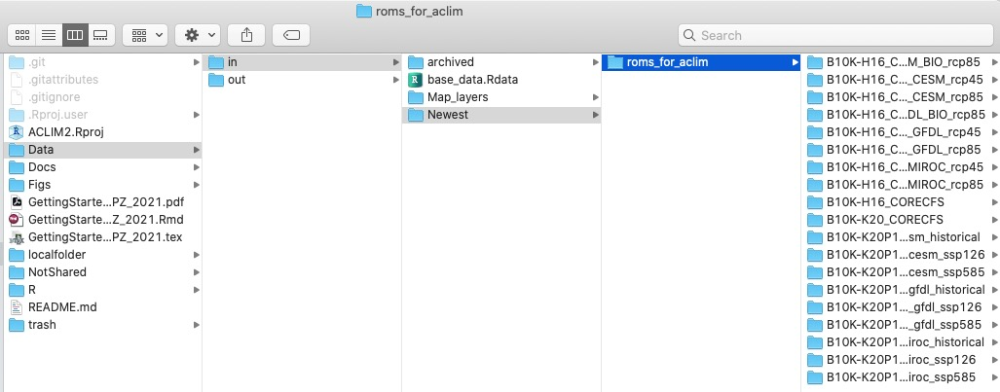 roms_for_aclim
Search
.git
.gitattributes
.gitignore
.Rproj.user
ACLIM2.Rproj
Data
Docs
Figs
GettingStarte...PZ_2021.pdf
GettingStarte...Z_2021.Rmd
GettingStarte...PZ_2021.tex
localfolder
NotShared
R
README.md
trash
in
out
archived
base_data.Rdata
Map_layers
Newest
roms_for_aclim
B10K-H16_C...M_BIO_rcp85
B10K-H16_C..._CESM_rcp45
B10K-H16_C..._CESM_rcp85
B10K-H16_C...DL_BIO_rcp85
B10K-H16_C..._GFDL_rcp45
B10K-H16_C..._GFDL_rcp85
B10K-H16_C...MIROC_rcp45
B10K-H16_C...MIROC_rcp85
B10K-H16_CORECFS
B10K-K20_CORECFS
B10K-K20P1...sm_historical
B10K-K20P1...cesm_ssp126
B10K-K20P1...cesm_ssp585
B10K-K20P1...gfdl_historical
B10K-K20P1..._gfdl_ssp126
B10K-K20P1..._gfdl_ssp585
B10K-K20P1...iroc_historical
B10K-K20P1...iroc_ssp126
B10K-K20P1...iroc_ssp585